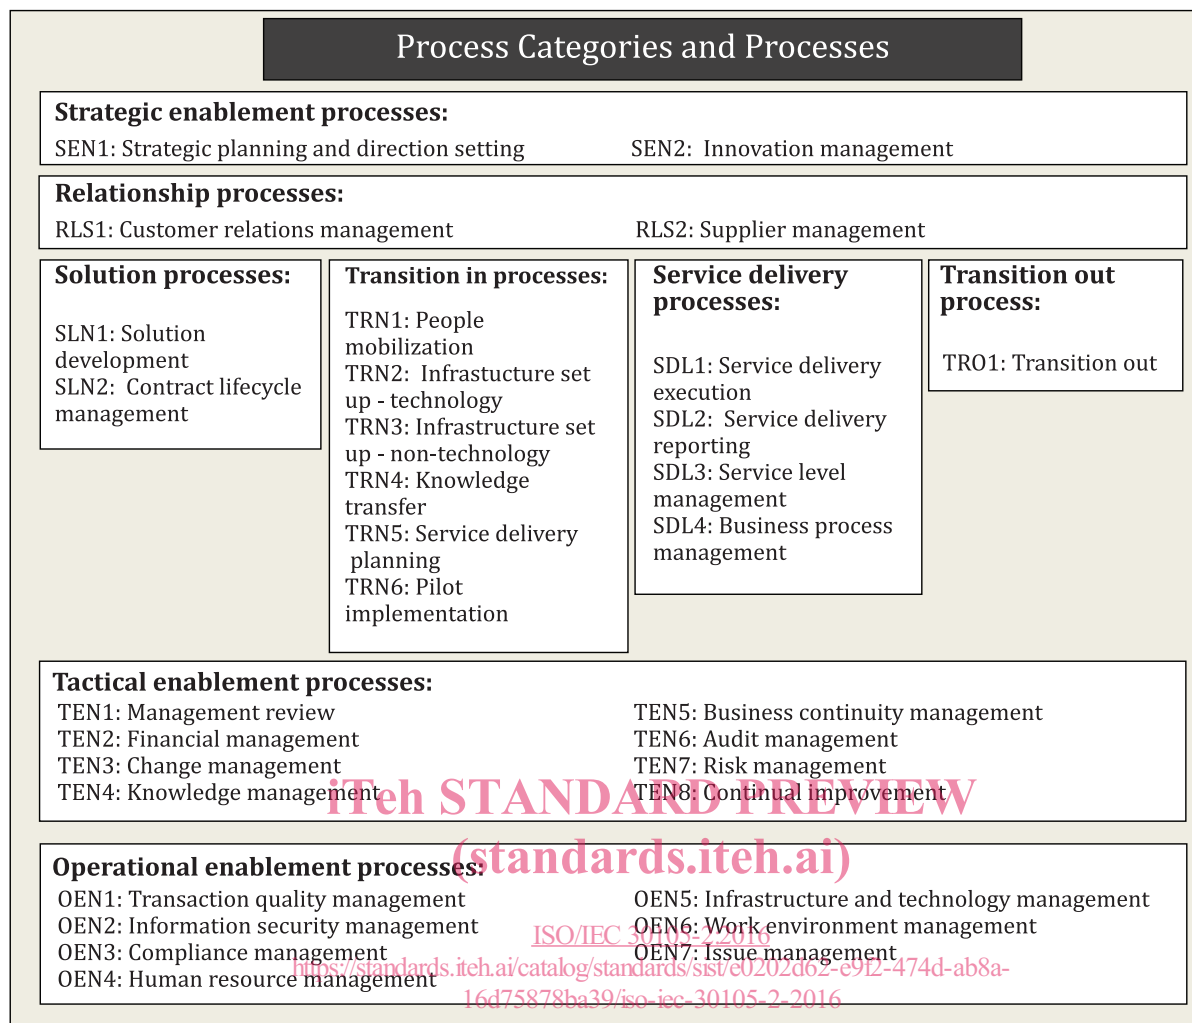 Process Categories and Processes
Strategic enablement processes:
SEN1: Strategic planning and direction setting
SEN2: Innovation management
Relationship processes:
RLS1: Customer relations management
RLS2: Supplier management
Solution processes:
SLN1: Solution
development
SLN2: Contract lifecycle
management
Transition in processes:
TRN1: People
mobilization
TRN2: Infrastucture set
up - technology
TRN3: Infrastructure set
up - non-technology
TRN4: Knowledge
transfer
TRN5: Service delivery
planning
TRN6: Pilot
implementation
Service delivery
processes:
SDL1: Service delivery
execution
SDL2: Service delivery
reporting
SDL3: Service level
management
SDL4: Business process
management
Transition out
process:
TRO1: Transition out
Tactical enablement processes:
TEN1: Management review
TEN2: Financial management
TEN3: Change management
TEN4: Knowledge management
TEN5: Business continuity management
TEN6: Audit management
TEN7: Risk management
TEN8: Continual improvement
iTeh STANDARD PREVIEW
(standards.iteh.ai)
Operational enablement processes:
OEN1: Transaction quality management
OEN2: Information security management
OEN3: Compliance management
OEN4: Human resource management
OEN5: Infrastructure and technology management
OEN6: Work environment management
OEN7: Issue management
ISO/IEC 30105-2:2016
https://standards.iteh.ai/catalog/standards/sist/e0202d62-e9f2-474d-ab8a-
16d75878ba39/iso-iec-30105-2-2016